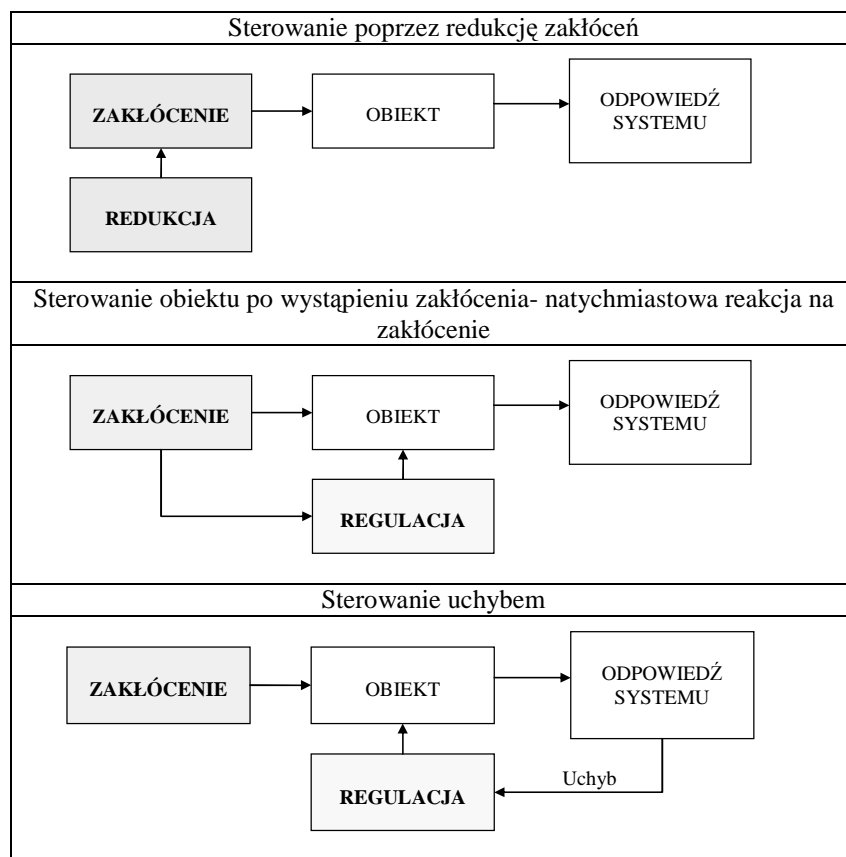 Sterowanie poprzez redukcję zakłóceń
ZAKŁÓCENIE
OBIEKT
ODPOWIEDŹ
SYSTEMU
REDUKCJA
Sterowanie obiektu po wystąpieniu zakłócenia- natychmiastowa reakcja na
zakłócenie
ZAKŁÓCENIE
OBIEKT
ODPOWIEDŹ
SYSTEMU
REGULACJA
Sterowanie uchybem
ZAKŁÓCENIE
OBIEKT
ODPOWIEDŹ
SYSTEMU
REGULACJA
Uchyb